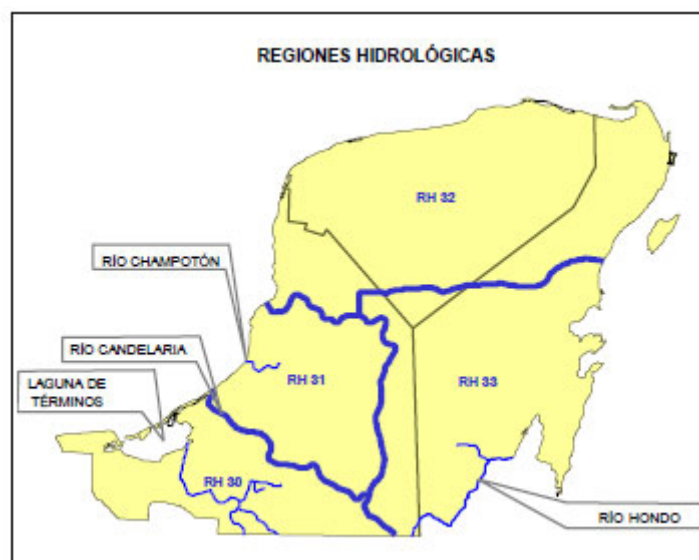 REGIONES HIDROLÓGICAS
RH 32
RÍO CHAMPOTÓN
RÍO CANDELARIA
LAGUNA DE
TÉRMINOS
RH 31
RH 33
RH 30
RÍO HONDO